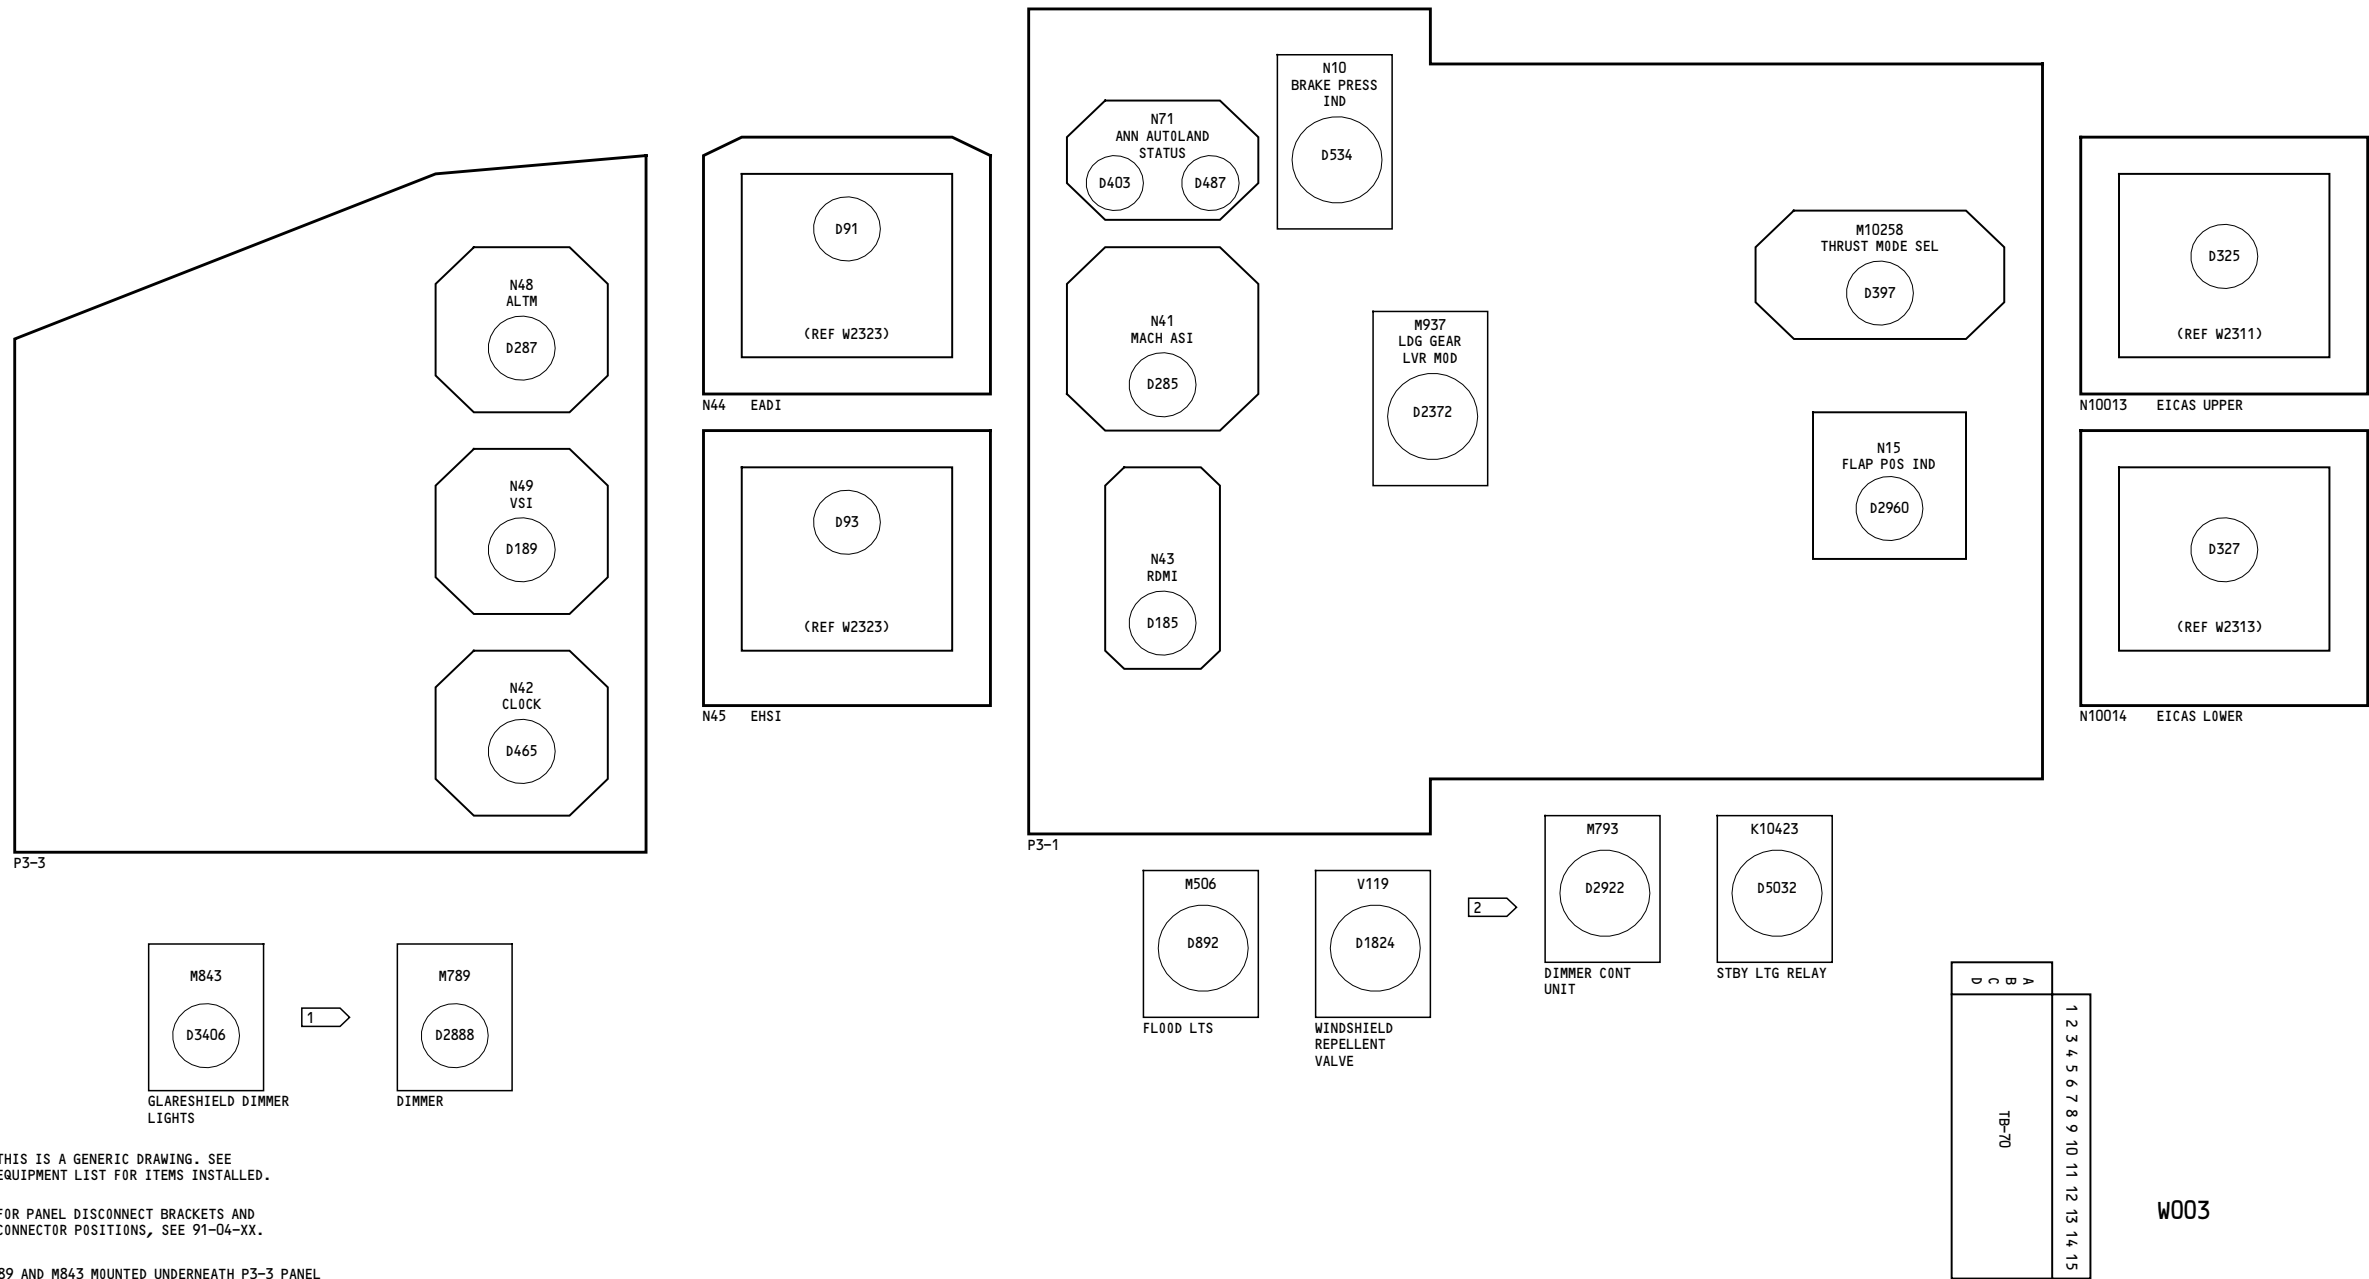 N48
ALTM
D287
N49
VSI
D189
N42
CLOCK
D465
P3-3
D91
(REF W2323)
N44 EADI
D93
(REF W2323)
N45 EHSI
N71
ANN AUTOLAND
STATUS
D403 D487
N10
BRAKE PRESS
IND
D534
N41
MACH ASI
D285
M937
LDG GEAR
LVR MOD
D2372
N43
RDMI
D185
M10258
THRUST MODE SEL
D397
N15
FLAP POS IND
D2960
P3-1
D325
(REF W2311)
N10013 EICAS UPPER
D327
(REF W2313)
N10014 EICAS LOWER
M843
D3406
GLARESHIELD DIMMER
LIGHTS
1
M789
D2888
DIMMER
M506
D892
FLOOD LTS
V119
D1824
WINDSHIELD
REPELLENT
VALVE
2
M793
D2922
DIMMER CONT
UNIT
K10423
D5032
STBY LTG RELAY
A B C D
1 2 3 4 5 6 7 8 9 10 11 12 13 14 15
TB-70
W003
THIS IS A GENERIC DRAWING. SEE
EQUIPMENT LIST FOR ITEMS INSTALLED.
FOR PANEL DISCONNECT BRACKETS AND
CONNECTOR POSITIONS, SEE 91-04-XX.
89 AND M843 MOUNTED UNDERNEATH P3-3 PANEL